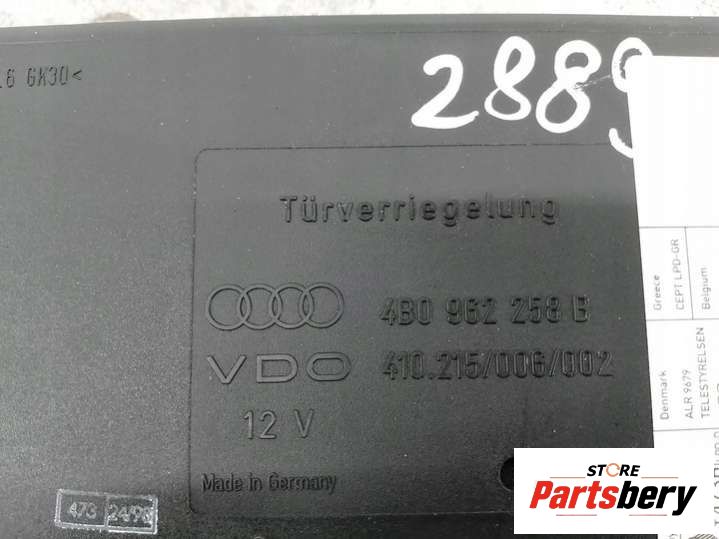 6 GK30<
2889
Türverriegelung
4B0 962 258 B
VDO 410.215/006/002
12 V
Made in Germany
473 24/98
Greece
CEPT LPD-GR
Belgium
Denmark
ALR 9679
TELESTYRELSEN
STORE
Partsbery